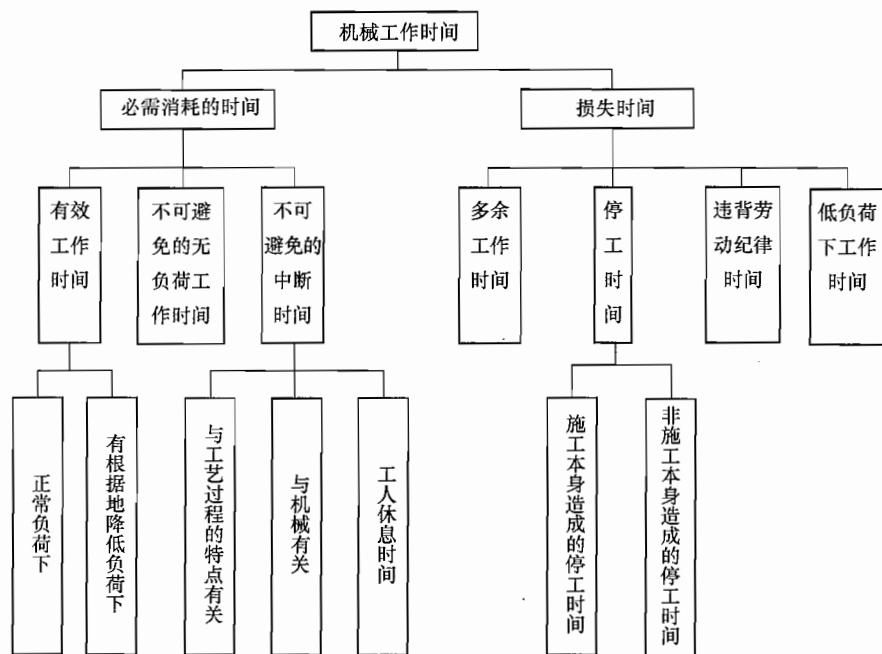 机械工作时间
必需消耗的时间
损失时间
有效
工作
时间
不可避
免的无
负荷工
作时间
不可
避免的
中断
时间
多余
工作
时间
停
工
时
间
违背劳
动纪律
时间
低负荷
下工作
时间
正常负荷下
有根据地降低负荷下
与工艺过程的特点有关
与机械有关
工人休息时间
施工本身造成的停工时间
非施工本身造成的停工时间